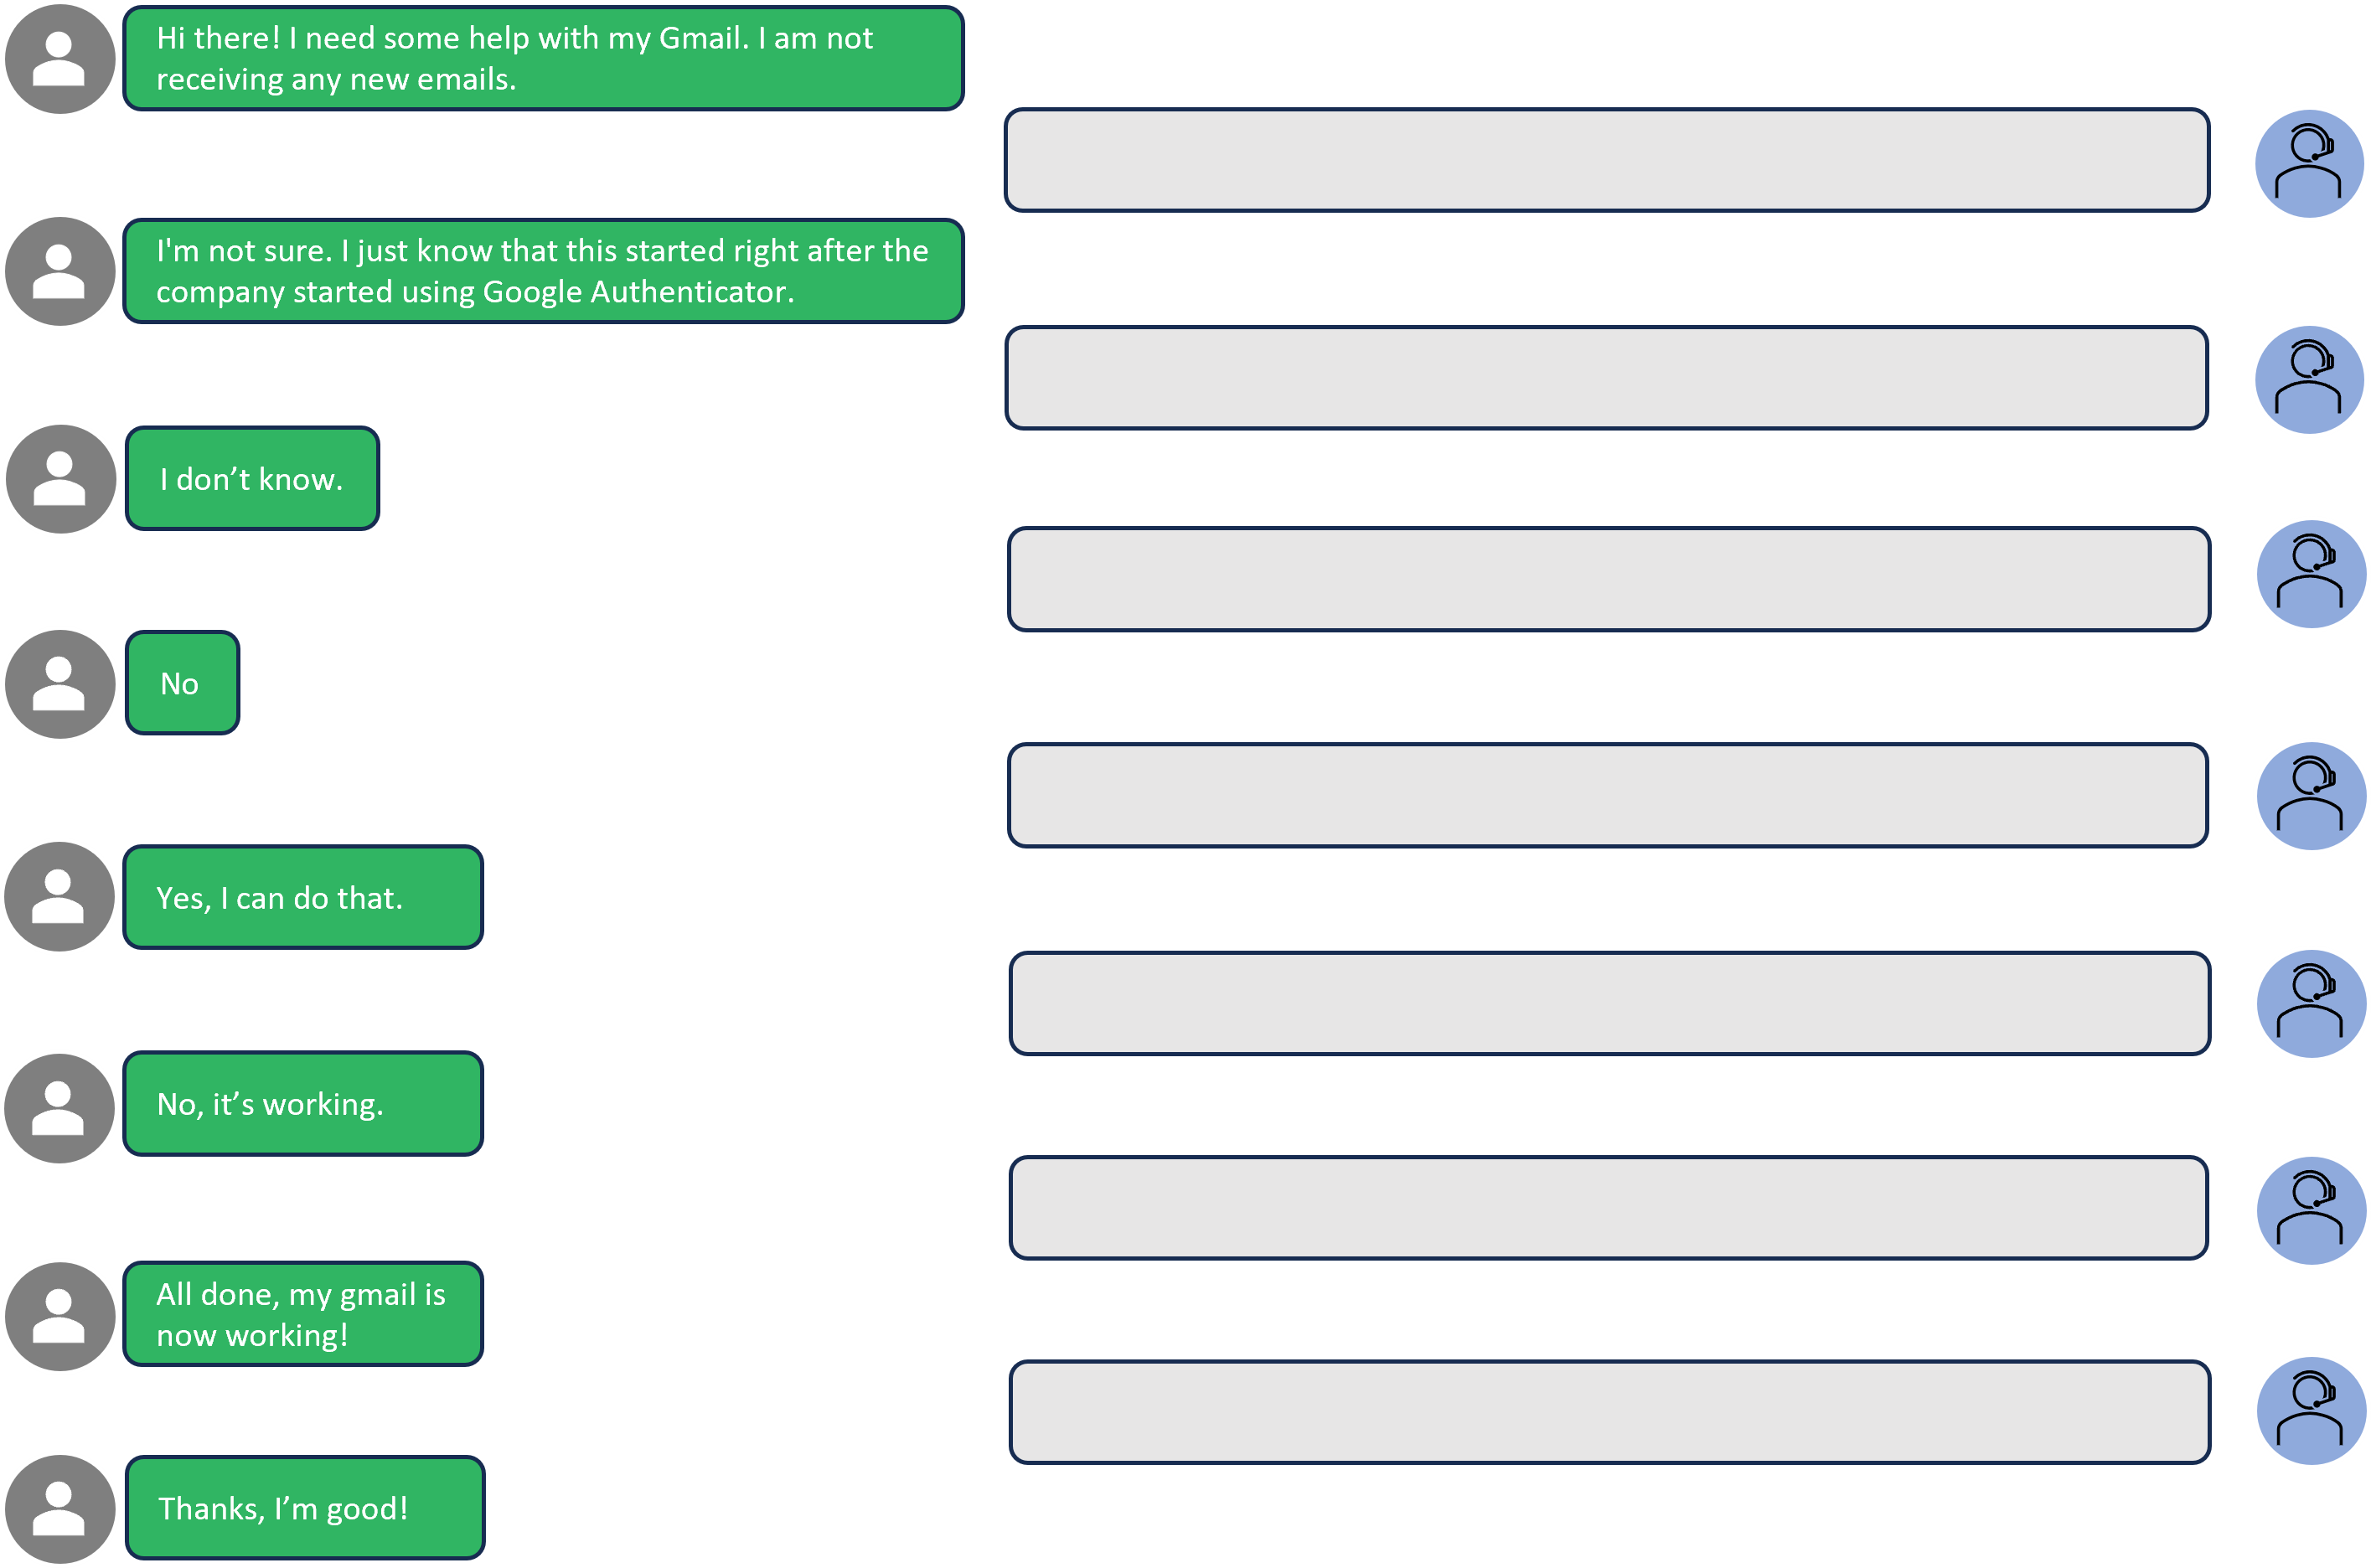 Hi there! I need some help with my Gmail. I am not
receiving any new emails.
I'm not sure. I just know that this started right after the
company started using Google Authenticator.
I don’t know.
No
Yes, I can do that.
No, it’s working.
All done, my gmail is
now working!
Thanks, I’m good!